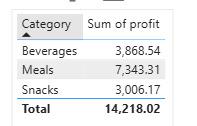 Category Sum of profit
Beverages 3,868.54
Meals 7,343.31
Snacks 3,006.17
Total 14,218.02